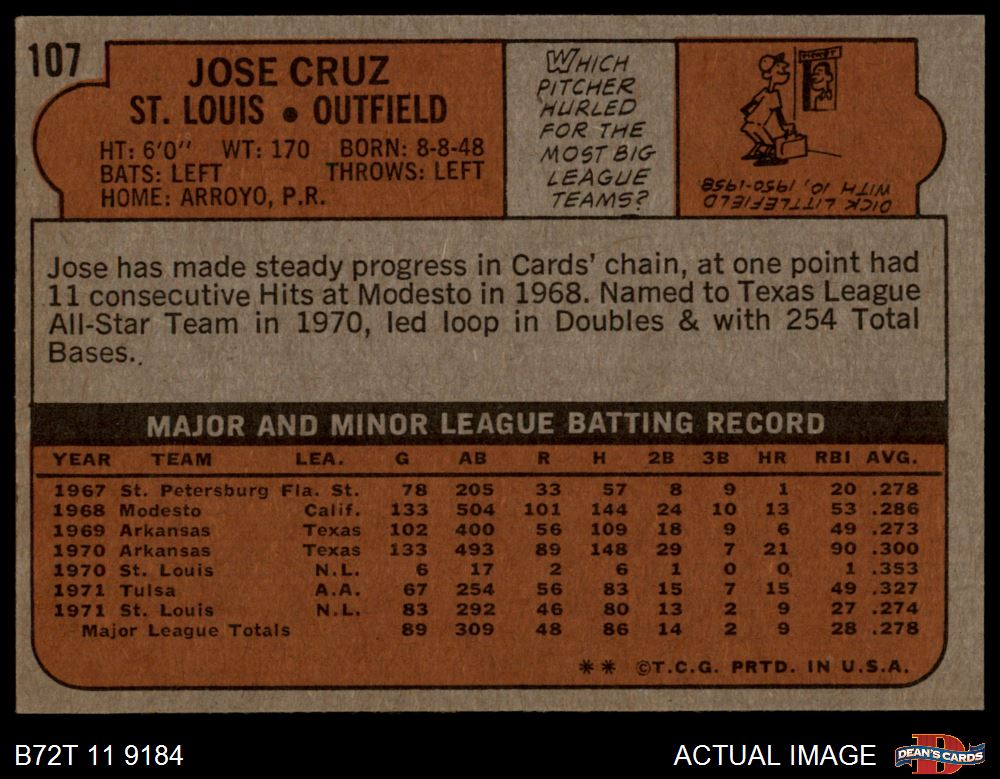 107
JOSE CRUZ
ST. LOUIS • OUTFIELD
HT: 6'0" WT: 170 BORN: 8-8-48
BATS: LEFT THROWS: LEFT
HOME: ARROYO, P.R.
WHICH
PITCHER
HURLED
FOR THE
MOST BIG
LEAGUE
TEAMS?
DICK LITTLEFIELD
WITH 10, 1950-1958
Jose has made steady progress in Cards' chain, at one point had
11 consecutive Hits at Modesto in 1968. Named to Texas League
All-Star Team in 1970, led loop in Doubles & with 254 Total
Bases.
MAJOR AND MINOR LEAGUE BATTING RECORD
YEAR TEAM LEA. G AB R H 2B 3B HR RBI AVG.
1967 St. Petersburg Fla. St. 78 205 33 57 8 9 1 20 .278
1968 Modesto Calif. 133 504 101 144 24 10 13 53 .286
1969 Arkansas Texas 102 400 56 109 18 9 6 49 .273
1970 Arkansas Texas 133 493 89 148 29 7 21 90 .300
1970 St. Louis N.L. 6 17 2 6 1 0 0 1 .353
1971 Tulsa A.A. 67 254 56 83 15 7 15 49 .327
1971 St. Louis N.L. 83 292 46 80 13 2 9 27 .274
Major League Totals 89 309 48 86 14 2 9 28 .278
** ©T.C.G. PRTD. IN U.S.A.
B72T 11 9184
ACTUAL IMAGE
DEAN'S CARDS